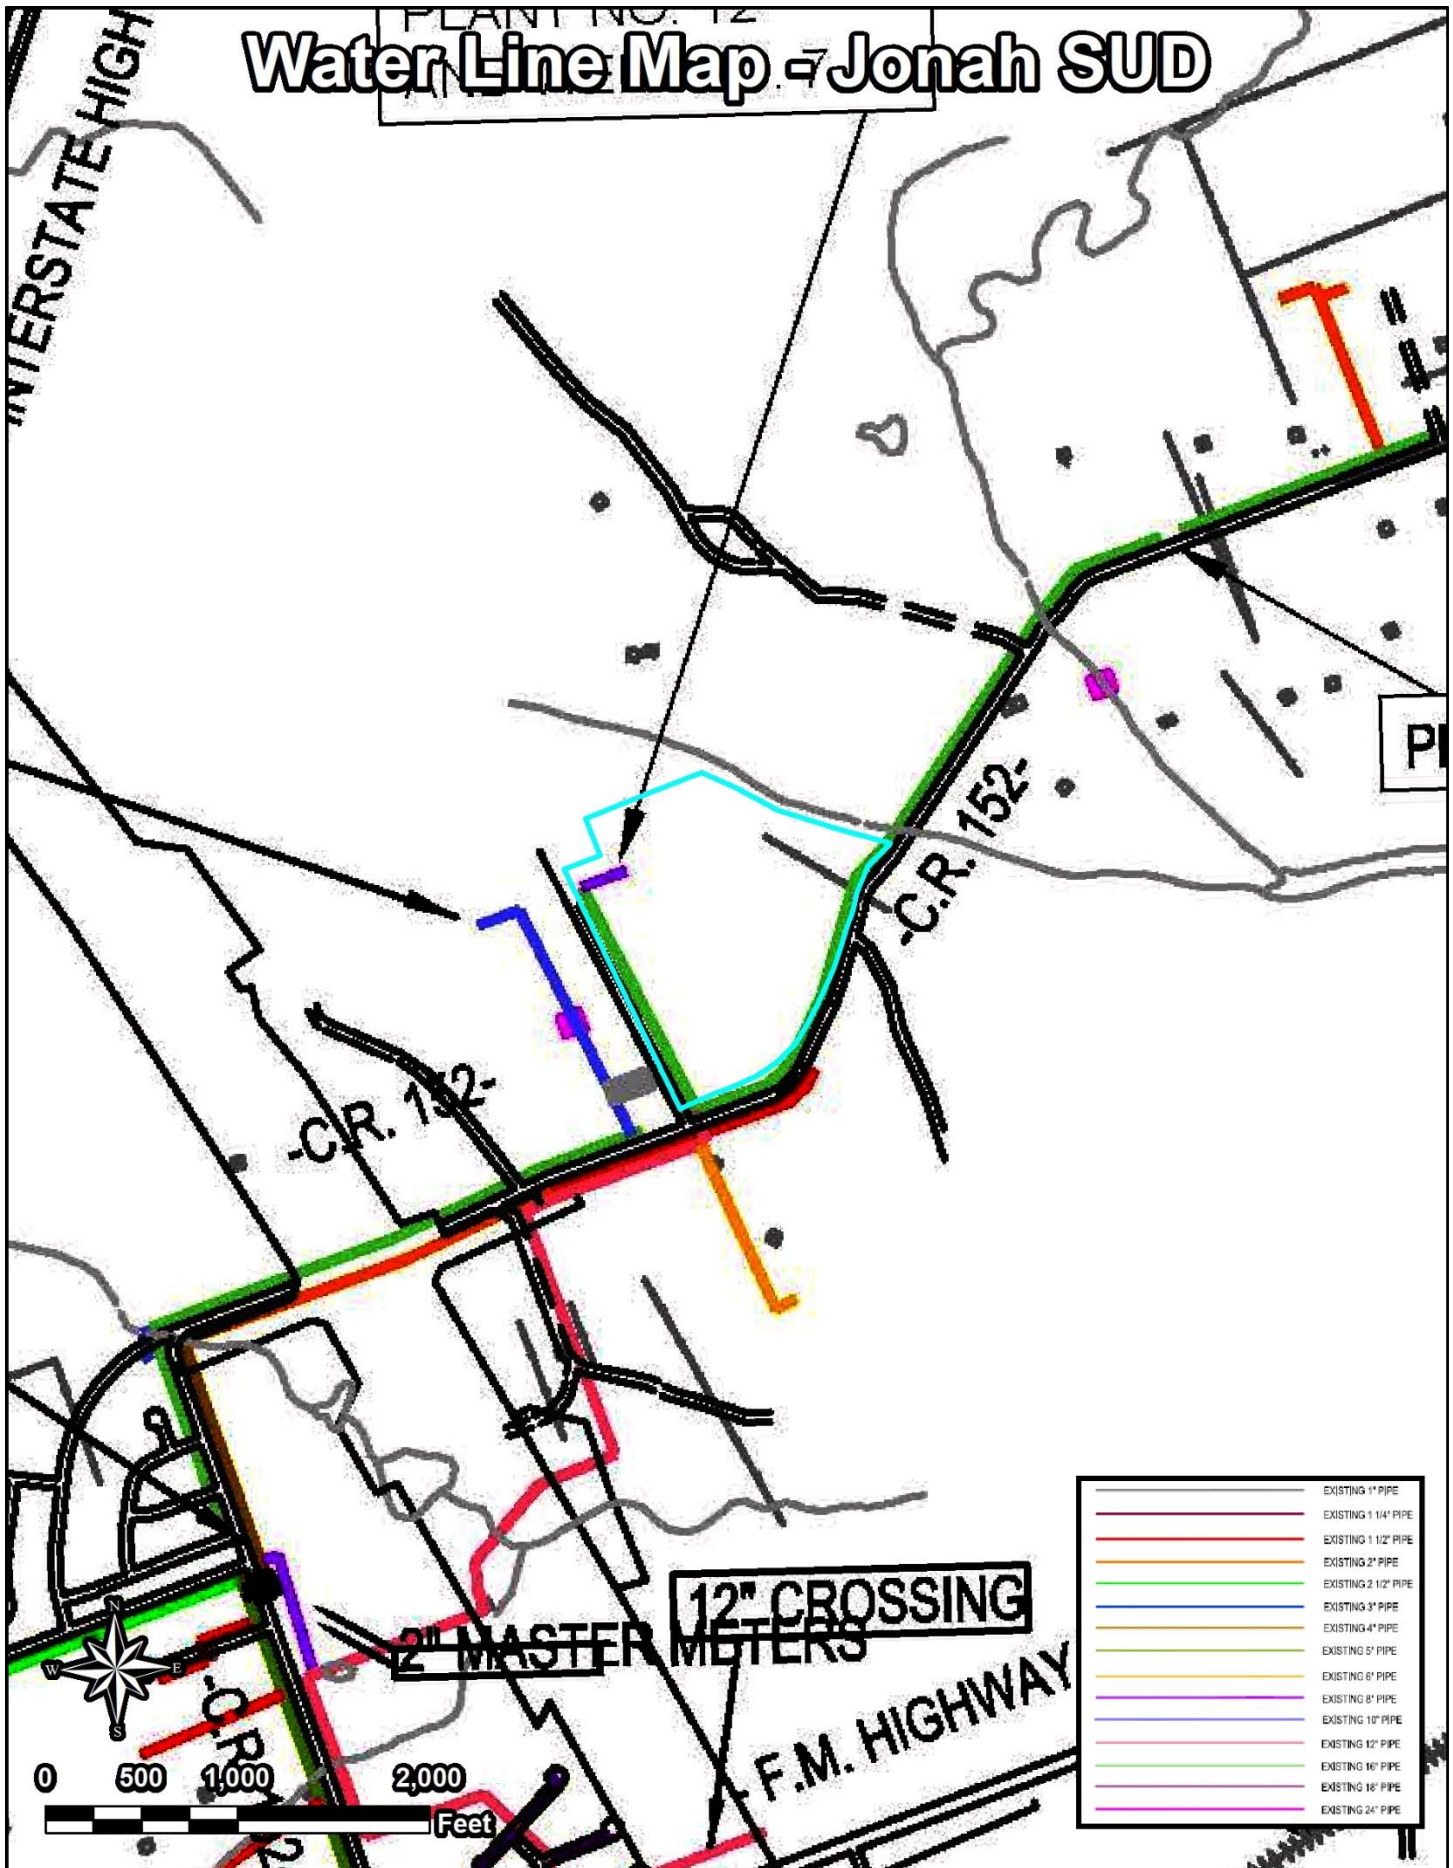 PLANT NO. 12
Water Line Map - Jonah SUD
INTERSTATE HIGH
-C.R. 152-
-C.R. 152-
12" CROSSING
2" MASTER METERS
F.M. HIGHWAY
N
W
E
S
0 500 1,000 2,000
Feet
EXISTING 1" PIPE
EXISTING 1 1/4" PIPE
EXISTING 1 1/2" PIPE
EXISTING 2" PIPE
EXISTING 2 1/2" PIPE
EXISTING 3" PIPE
EXISTING 4" PIPE
EXISTING 5" PIPE
EXISTING 6" PIPE
EXISTING 8" PIPE
EXISTING 10" PIPE
EXISTING 12" PIPE
EXISTING 16" PIPE
EXISTING 18" PIPE
EXISTING 24" PIPE